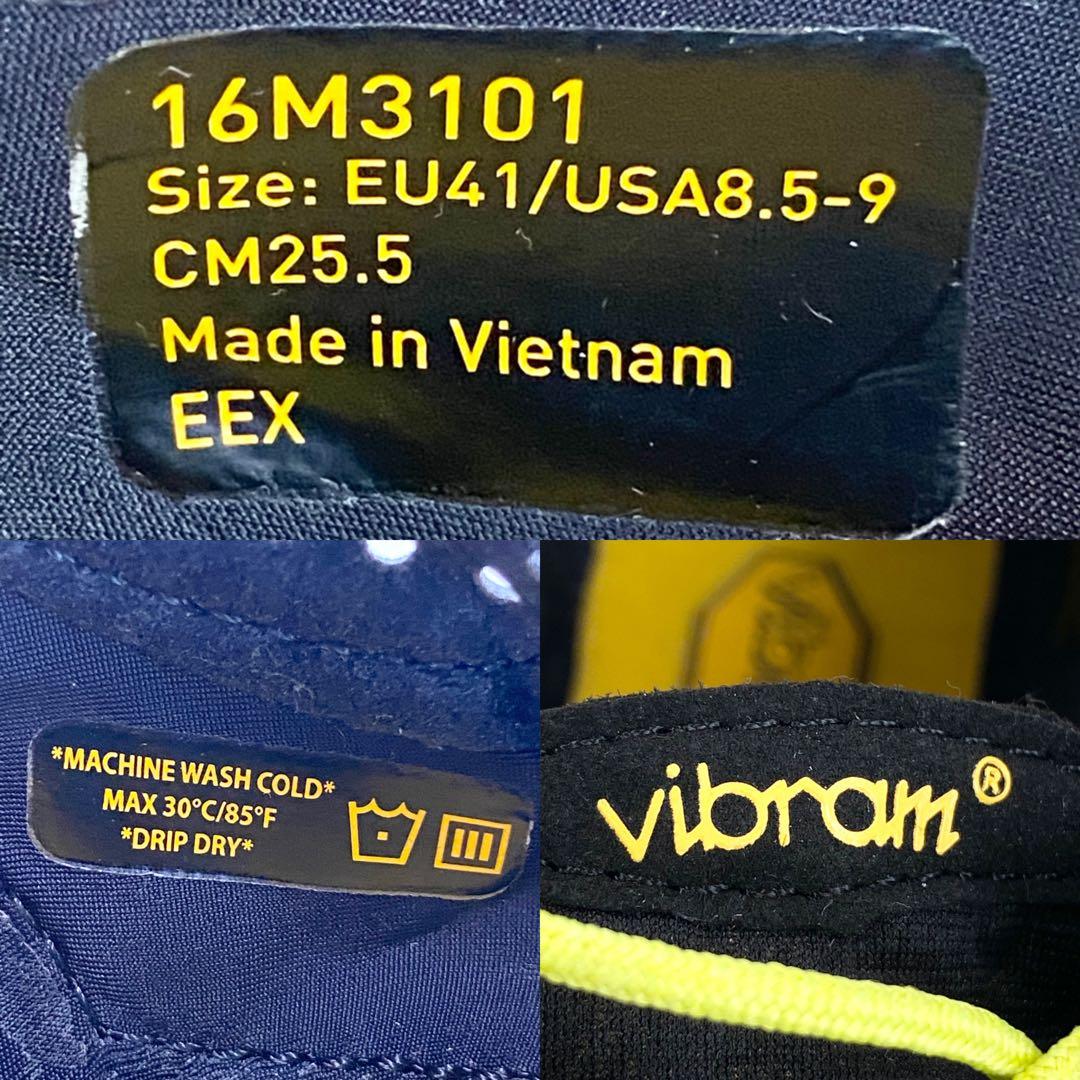 16M3101
Size: EU41/USA8.5-9
CM25.5
Made in Vietnam
EEX
*MACHINE WASH COLD*
MAX 30°C/85°F
*DRIP DRY*
vibram®